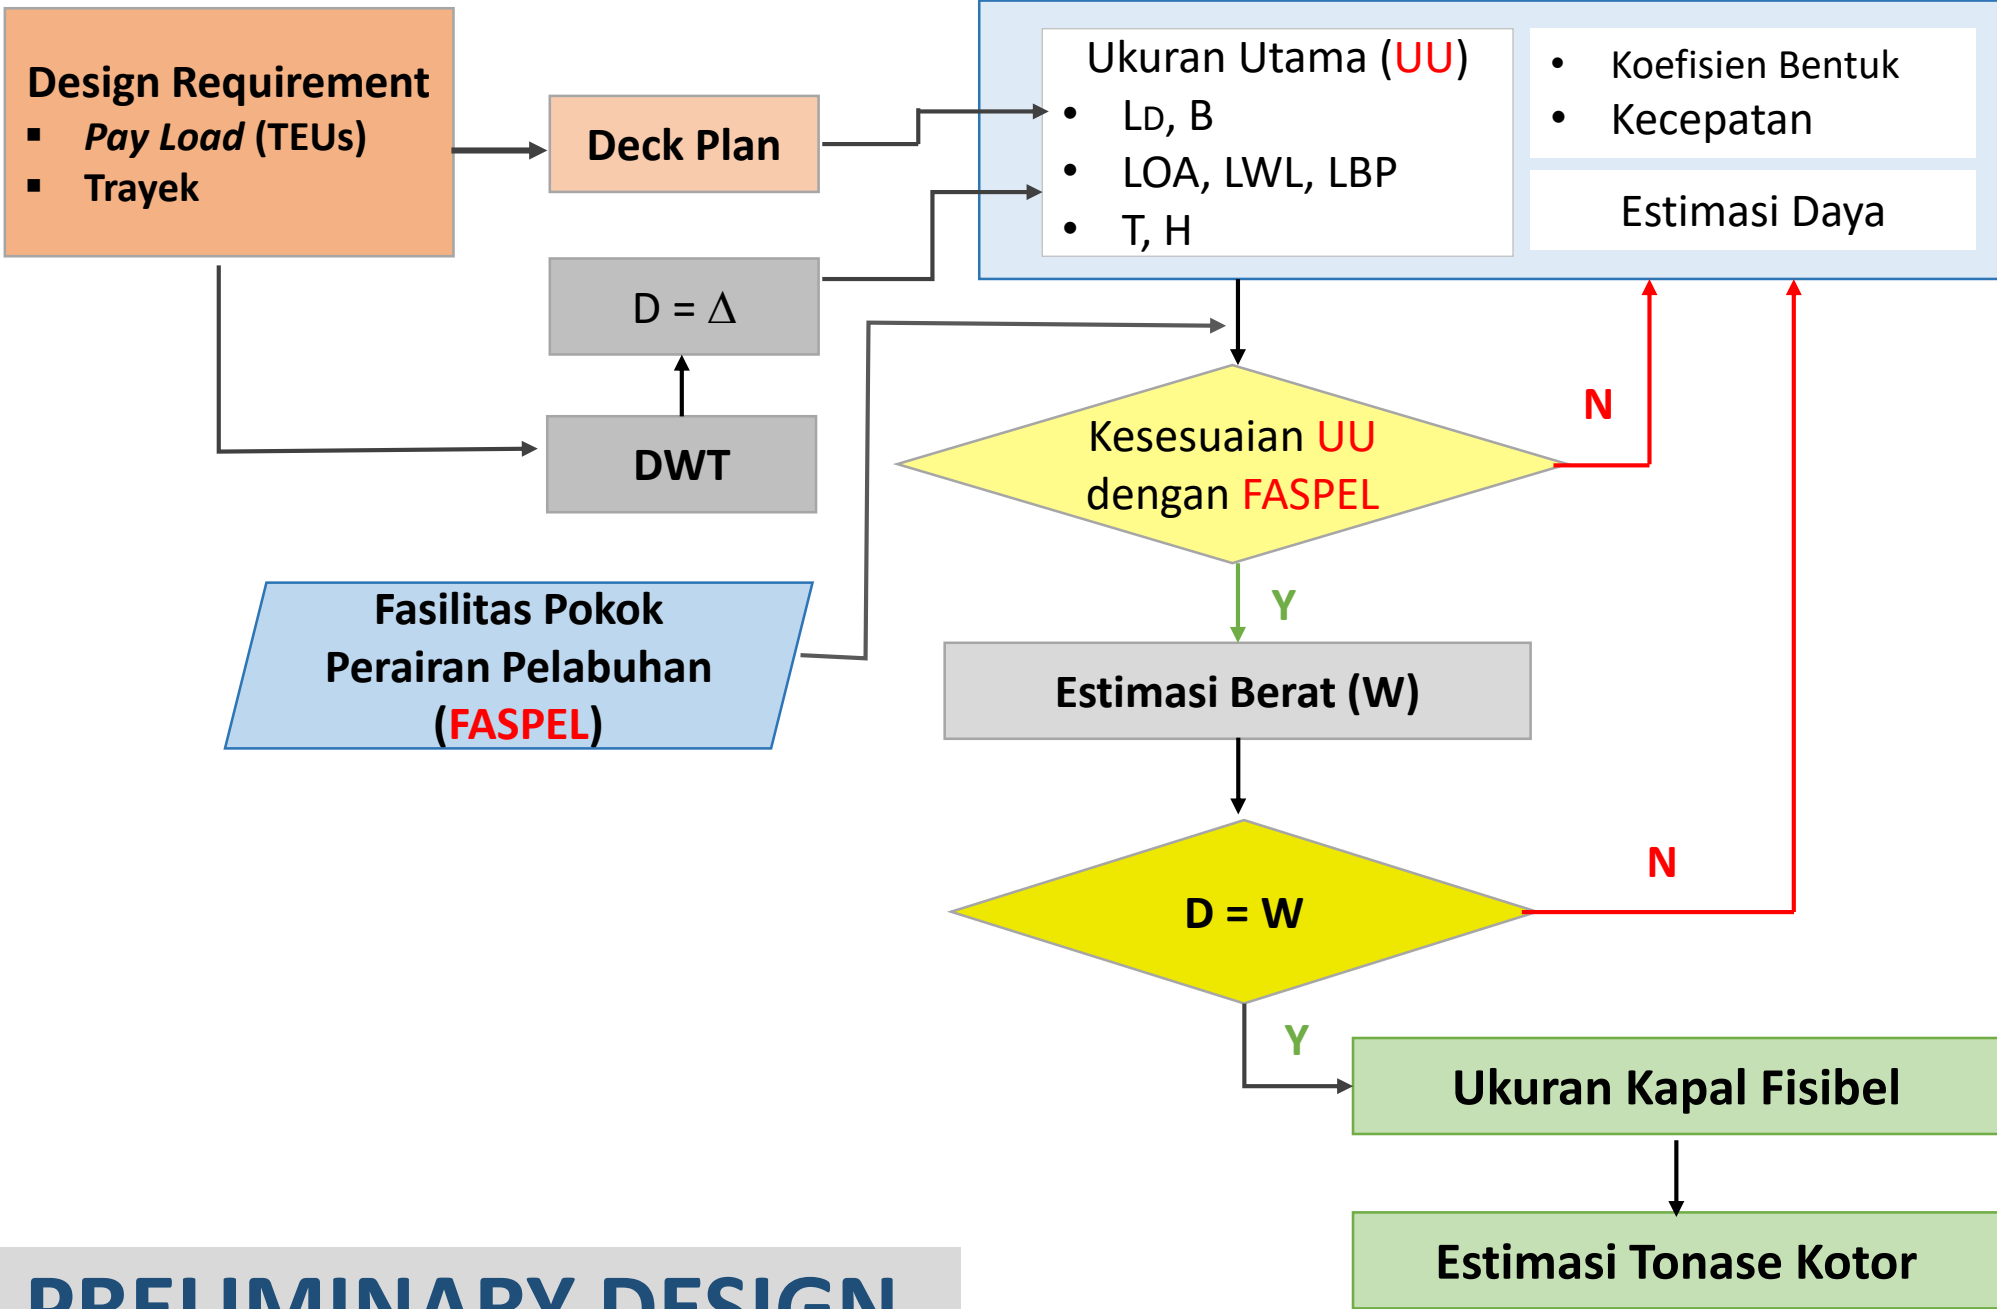 Design Requirement
▪ Pay Load (TEUs)
▪ Trayek
Deck Plan
D = Δ
DWT
Fasilitas Pokok
Perairan Pelabuhan
(FASPEL)
Ukuran Utama (UU)
• LD, B
• LOA, LWL, LBP
• T, H
• Koefisien Bentuk
• Kecepatan
Estimasi Daya
Kesesuaian UU
dengan FASPEL
N
Y
Estimasi Berat (W)
D = W
N
Y
Ukuran Kapal Fisibel
Estimasi Tonase Kotor
PRELIMINARY DESIGN